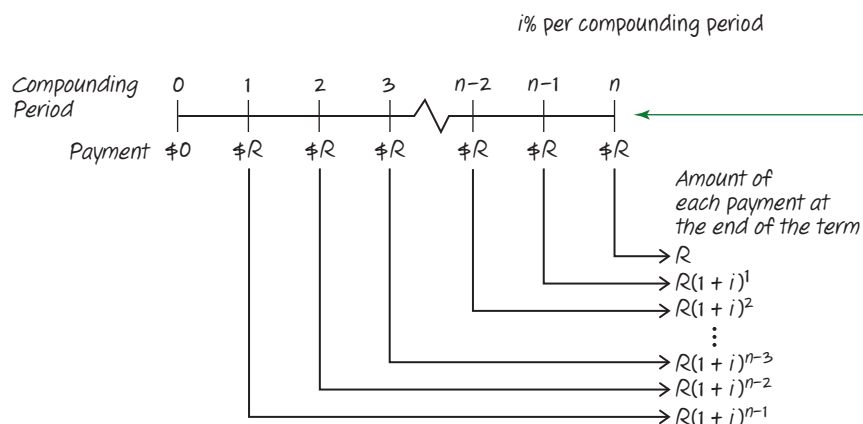 i% per compounding period
Compounding Period 0 1 2 3 n-2 n-1 n
Payment $0 $R $R $R $R $R $R
Amount of
each payment at
the end of the term
R
R(1 + i)¹
R(1 + i)²
⋮
R(1 + i)ⁿ⁻³
R(1 + i)ⁿ⁻²
R(1 + i)ⁿ⁻¹